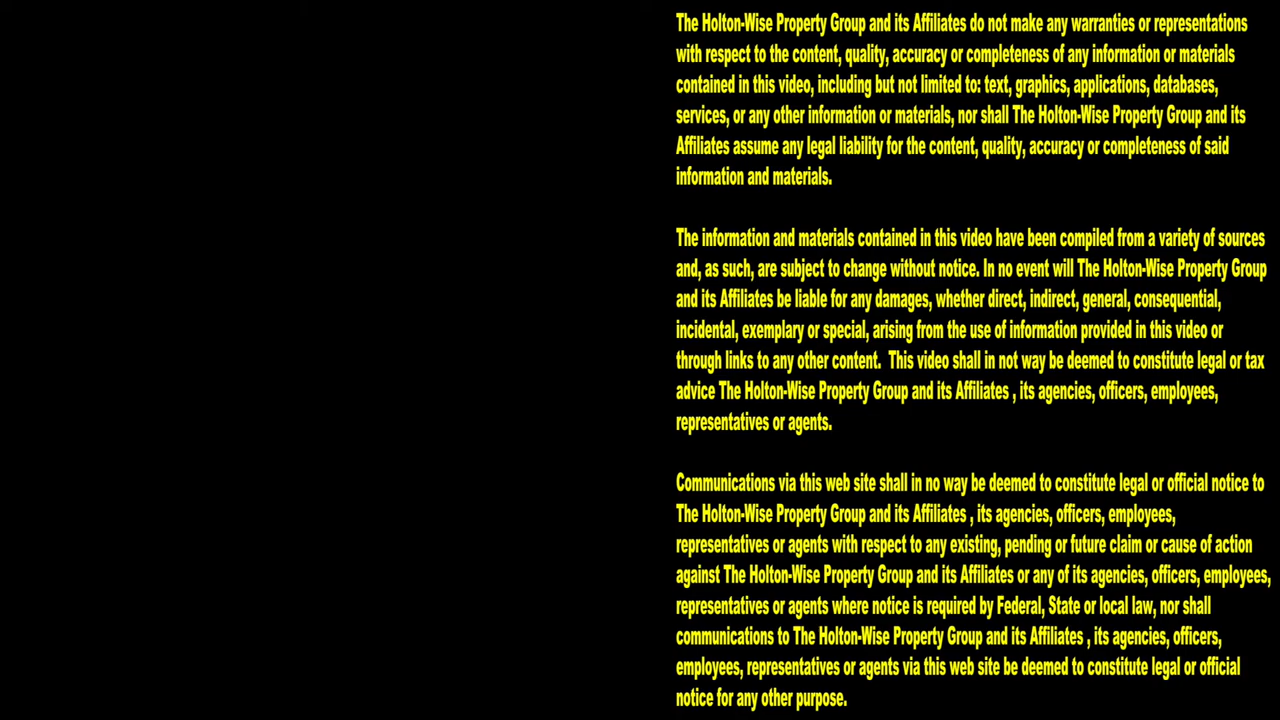 The Holton-Wise Property Group and its Affiliates do not make any warranties or representations
with respect to the content, quality, accuracy or completeness of any information or materials
contained in this video, including but not limited to: text, graphics, applications, databases,
services, or any other information or materials, nor shall The Holton-Wise Property Group and its
Affiliates assume any legal liability for the content, quality, accuracy or completeness of said
information and materials.
The information and materials contained in this video have been compiled from a variety of sources
and, as such, are subject to change without notice. In no event will The Holton-Wise Property Group
and its Affiliates be liable for any damages, whether direct, indirect, general, consequential,
incidental, exemplary or special, arising from the use of information provided in this video or
through links to any other content.  This video shall in not way be deemed to constitute legal or tax
advice The Holton-Wise Property Group and its Affiliates , its agencies, officers, employees,
representatives or agents.
Communications via this web site shall in no way be deemed to constitute legal or official notice to
The Holton-Wise Property Group and its Affiliates , its agencies, officers, employees,
representatives or agents with respect to any existing, pending or future claim or cause of action
against The Holton-Wise Property Group and its Affiliates or any of its agencies, officers, employees,
representatives or agents where notice is required by Federal, State or local law, nor shall
communications to The Holton-Wise Property Group and its Affiliates , its agencies, officers,
employees, representatives or agents via this web site be deemed to constitute legal or official
notice for any other purpose.